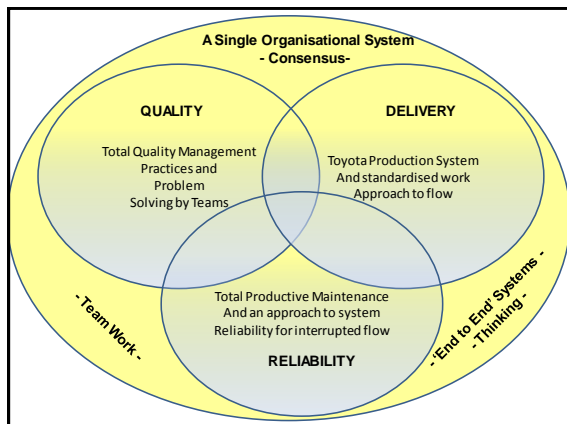 A Single Organisational System
- Consensus-
QUALITY
Total Quality Management
Practices and
Problem
Solving by Teams
DELIVERY
Toyota Production System
And standardised work
Approach to flow
Total Productive Maintenance
And an approach to system
Reliability for interrupted flow
RELIABILITY
- Team Work -
- 'End to End' Systems -
- Thinking -